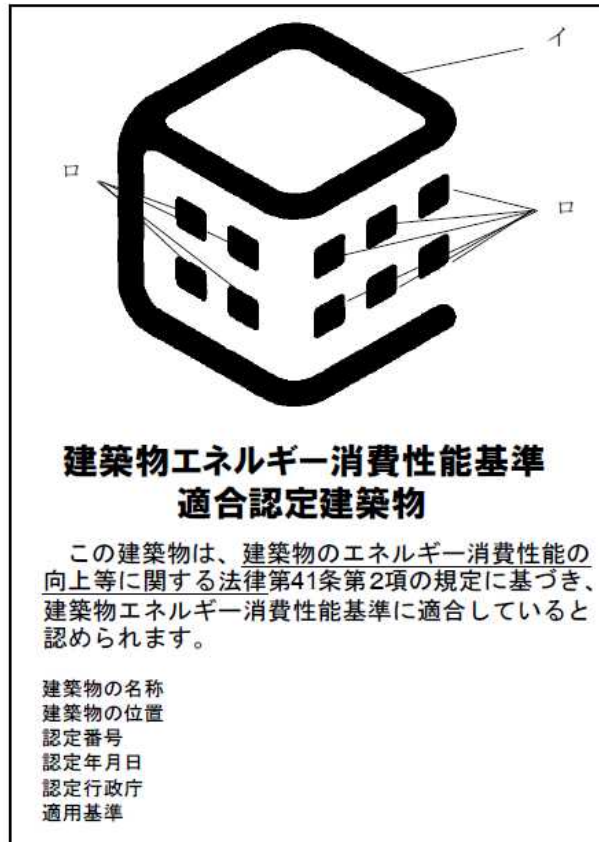 イ
ロ
ロ
建築物エネルギー消費性能基準
適合認定建築物
この建築物は、建築物のエネルギー消費性能の
向上等に関する法律第41条第2項の規定に基づき、
建築物エネルギー消費性能基準に適合していると
認められます。
建築物の名称
建築物の位置
認定番号
認定年月日
認定行政庁
適用基準